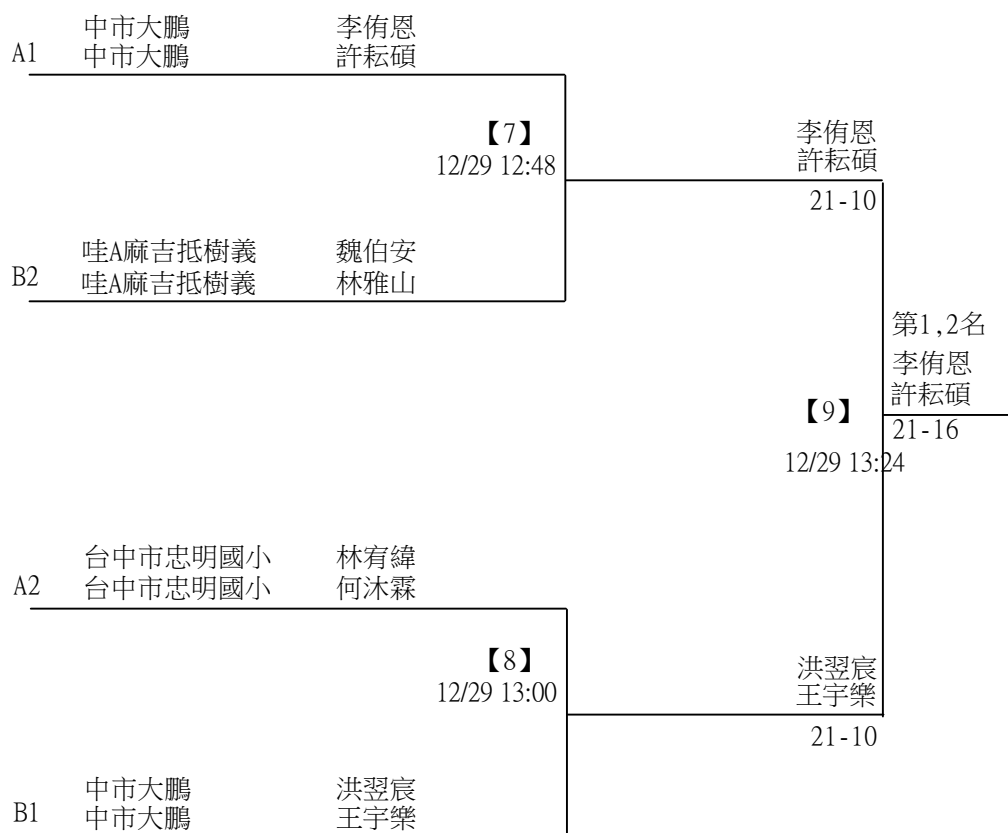 中市大鵬 李侑恩
A1 中市大鵬 許耘碩
【7】
12/29 12:48
李侑恩
許耘碩
21-10
哇A麻吉抵樹義 魏伯安
B2 哇A麻吉抵樹義 林雅山
第1,2名
李侑恩
許耘碩
【9】
21-16
12/29 13:24
台中市忠明國小 林宥緯
A2 台中市忠明國小 何沐霖
【8】
12/29 13:00
洪翌宸
王宇樂
21-10
中市大鵬 洪翌宸
B1 中市大鵬 王宇樂